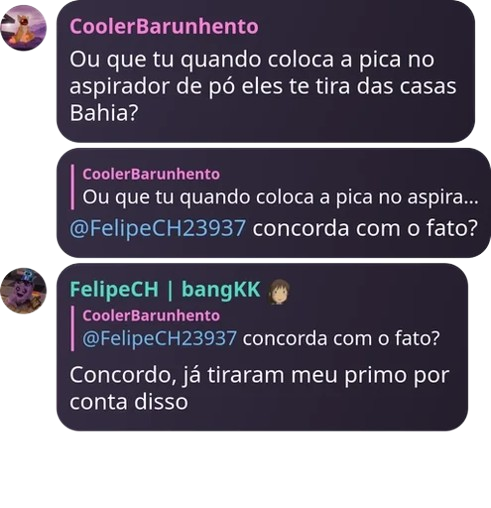 CoolerBarunhento
Ou que tu quando coloca a pica no
aspirador de pó eles te tira das casas
Bahia?
CoolerBarunhento
Ou que tu quando coloca a pica no aspira...
@FelipeCH23937 concorda com o fato?
FelipeCH | bangKK
CoolerBarunhento
@FelipeCH23937 concorda com o fato?
Concordo, já tiraram meu primo por
conta disso